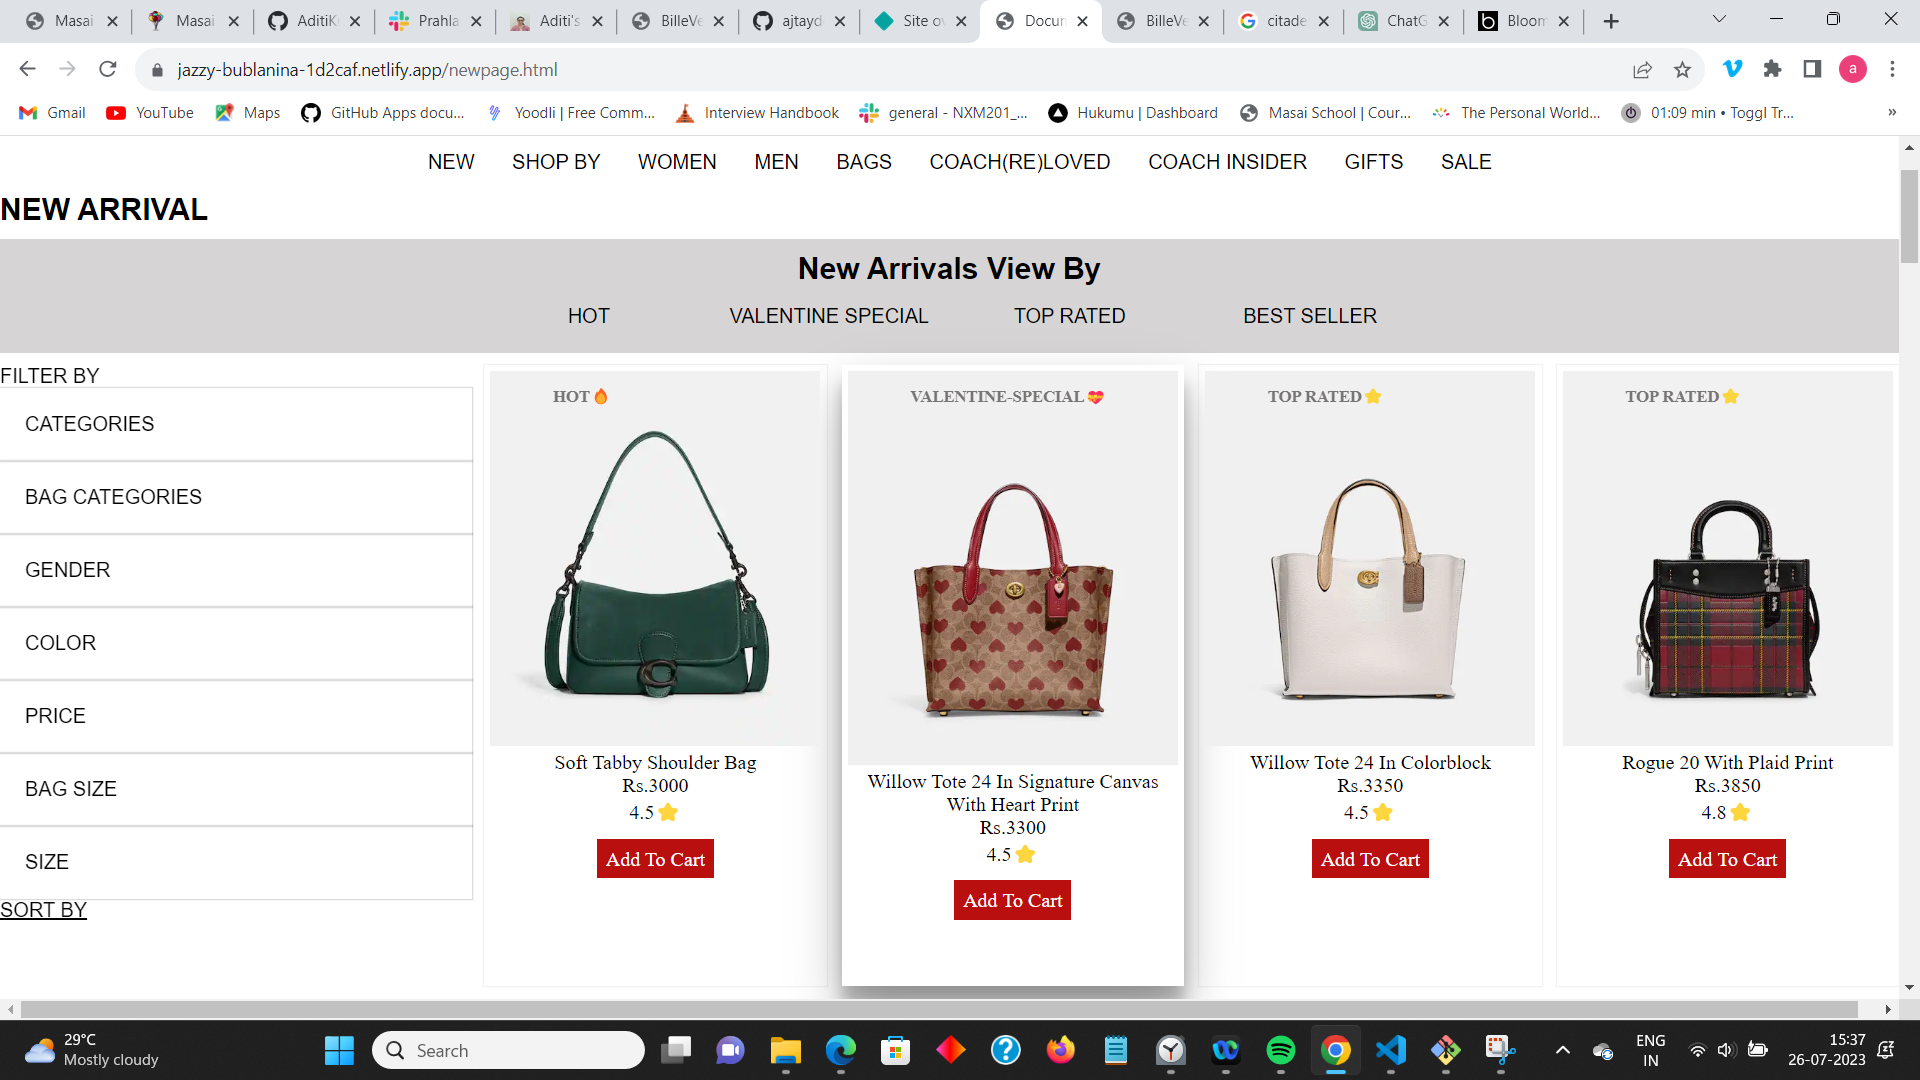 Masai
Masai
AditiK
Prahla
Aditi's
BilleVe
ajtayd
Site ov
Docum
BilleVe
citade
ChatG
Bloom
jazzy-bublanina-1d2caf.netlify.app/newpage.html
a
Gmail
YouTube
Maps
GitHub Apps docu...
Yoodli | Free Comm...
Interview Handbook
general - NXM201_...
Hukumu | Dashboard
Masai School | Cour...
The Personal World...
01:09 min • Toggl Tr...
»
NEW SHOP BY WOMEN MEN BAGS COACH(RE)LOVED COACH INSIDER GIFTS SALE
NEW ARRIVAL
New Arrivals View By
HOT VALENTINE SPECIAL TOP RATED BEST SELLER
FILTER BY
CATEGORIES
BAG CATEGORIES
GENDER
COLOR
PRICE
BAG SIZE
SIZE
SORT BY
HOT🔥
Soft Tabby Shoulder Bag
Rs.3000
4.5⭐
Add To Cart
VALENTINE-SPECIAL💝
Willow Tote 24 In Signature Canvas
With Heart Print
Rs.3300
4.5⭐
Add To Cart
TOP RATED⭐
Willow Tote 24 In Colorblock
Rs.3350
4.5⭐
Add To Cart
TOP RATED⭐
Rogue 20 With Plaid Print
Rs.3850
4.8⭐
Add To Cart
29°C
Mostly cloudy
Search
ENG
IN
15:37
26-07-2023